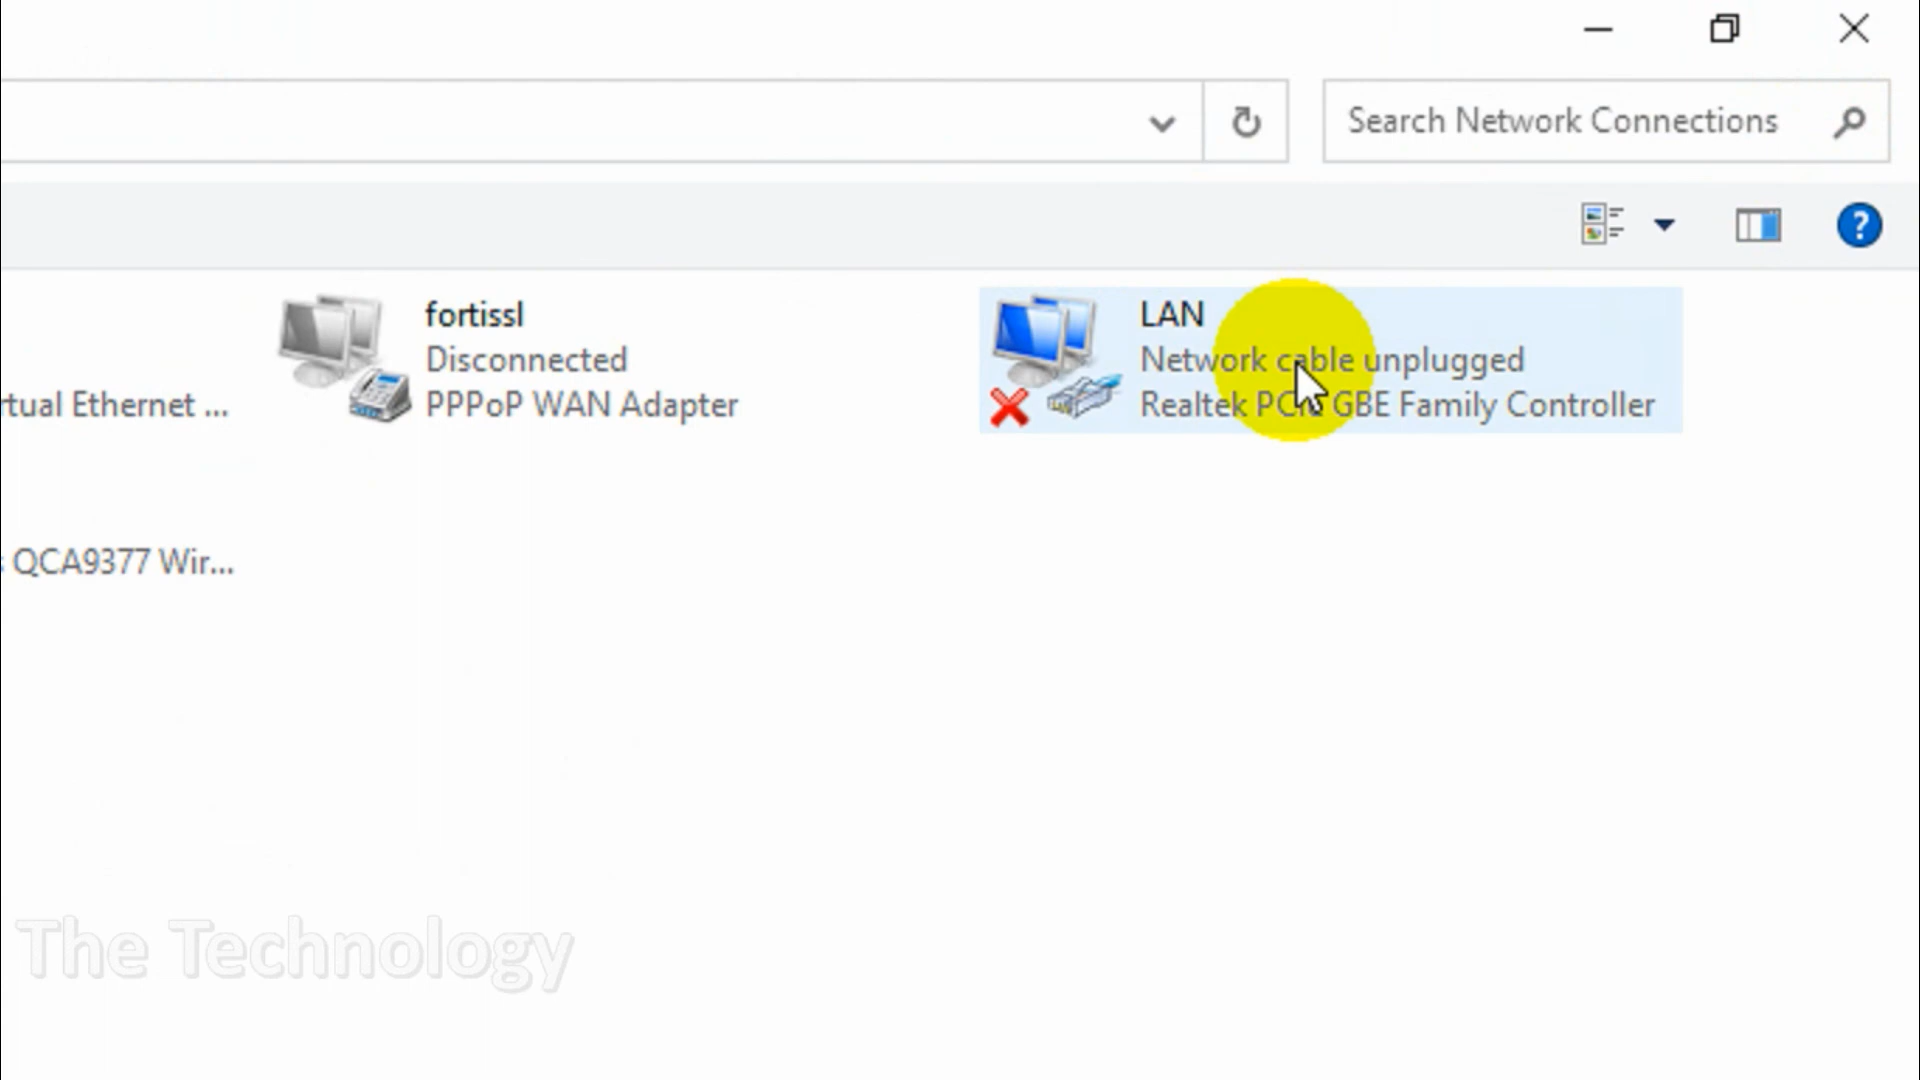 Search Network Connections
fortissl
Disconnected
PPPoP WAN Adapter
LAN
Network cable unplugged
Realtek PCIe GBE Family Controller
rtual Ethernet ...
QCA9377 Wir...
The Technology